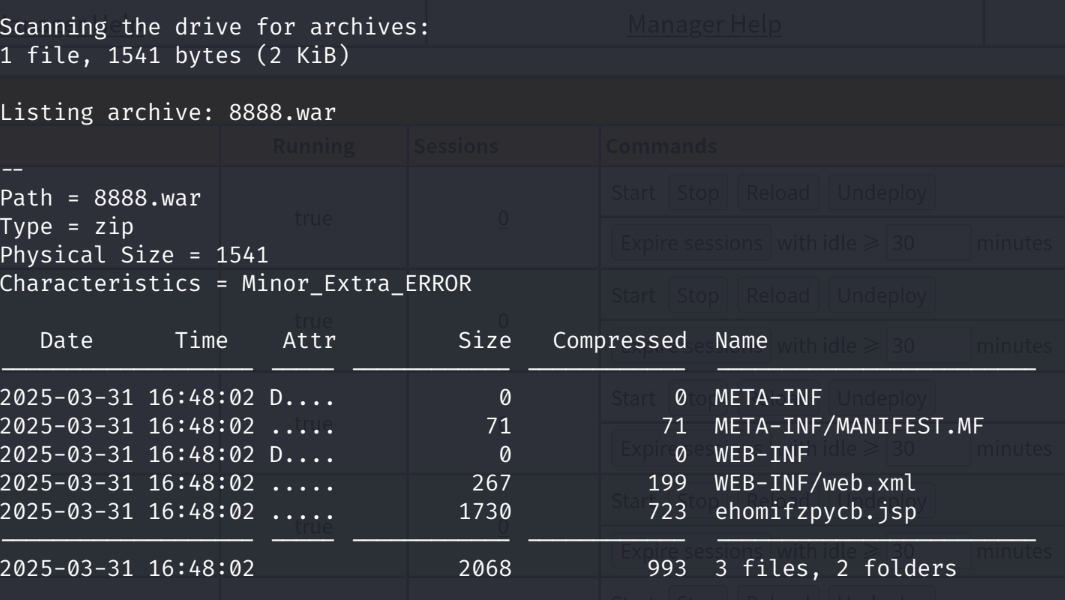 Scanning the drive for archives:
1 file, 1541 bytes (2 KiB)
Manager Help
Listing archive: 8888.war
Running Sessions Commands
--
Path = 8888.war
Type = zip
Physical Size = 1541
Characteristics = Minor_Extra_ERROR
true 0 Start Stop Reload Undeploy
Expire sessions with idle ≥ 30 minutes
true 0 Start Stop Reload Undeploy
Expire sessions with idle ≥ 30 minutes
true 0 Start Stop Reload Undeploy
Expire sessions with idle ≥ 30 minutes
true 0 Start Stop Reload Undeploy
Expire sessions with idle ≥ 30 minutes
Date Time Attr Size Compressed Name
------------------- ----- ------------ ------------ ------------------------
2025-03-31 16:48:02 D.... 0 0 META-INF
2025-03-31 16:48:02 ..... 71 71 META-INF/MANIFEST.MF
2025-03-31 16:48:02 D.... 0 0 WEB-INF
2025-03-31 16:48:02 ..... 267 199 WEB-INF/web.xml
2025-03-31 16:48:02 ..... 1730 723 ehomifzpycb.jsp
------------------- ----- ------------ ------------ ------------------------
2025-03-31 16:48:02 2068 993 3 files, 2 folders